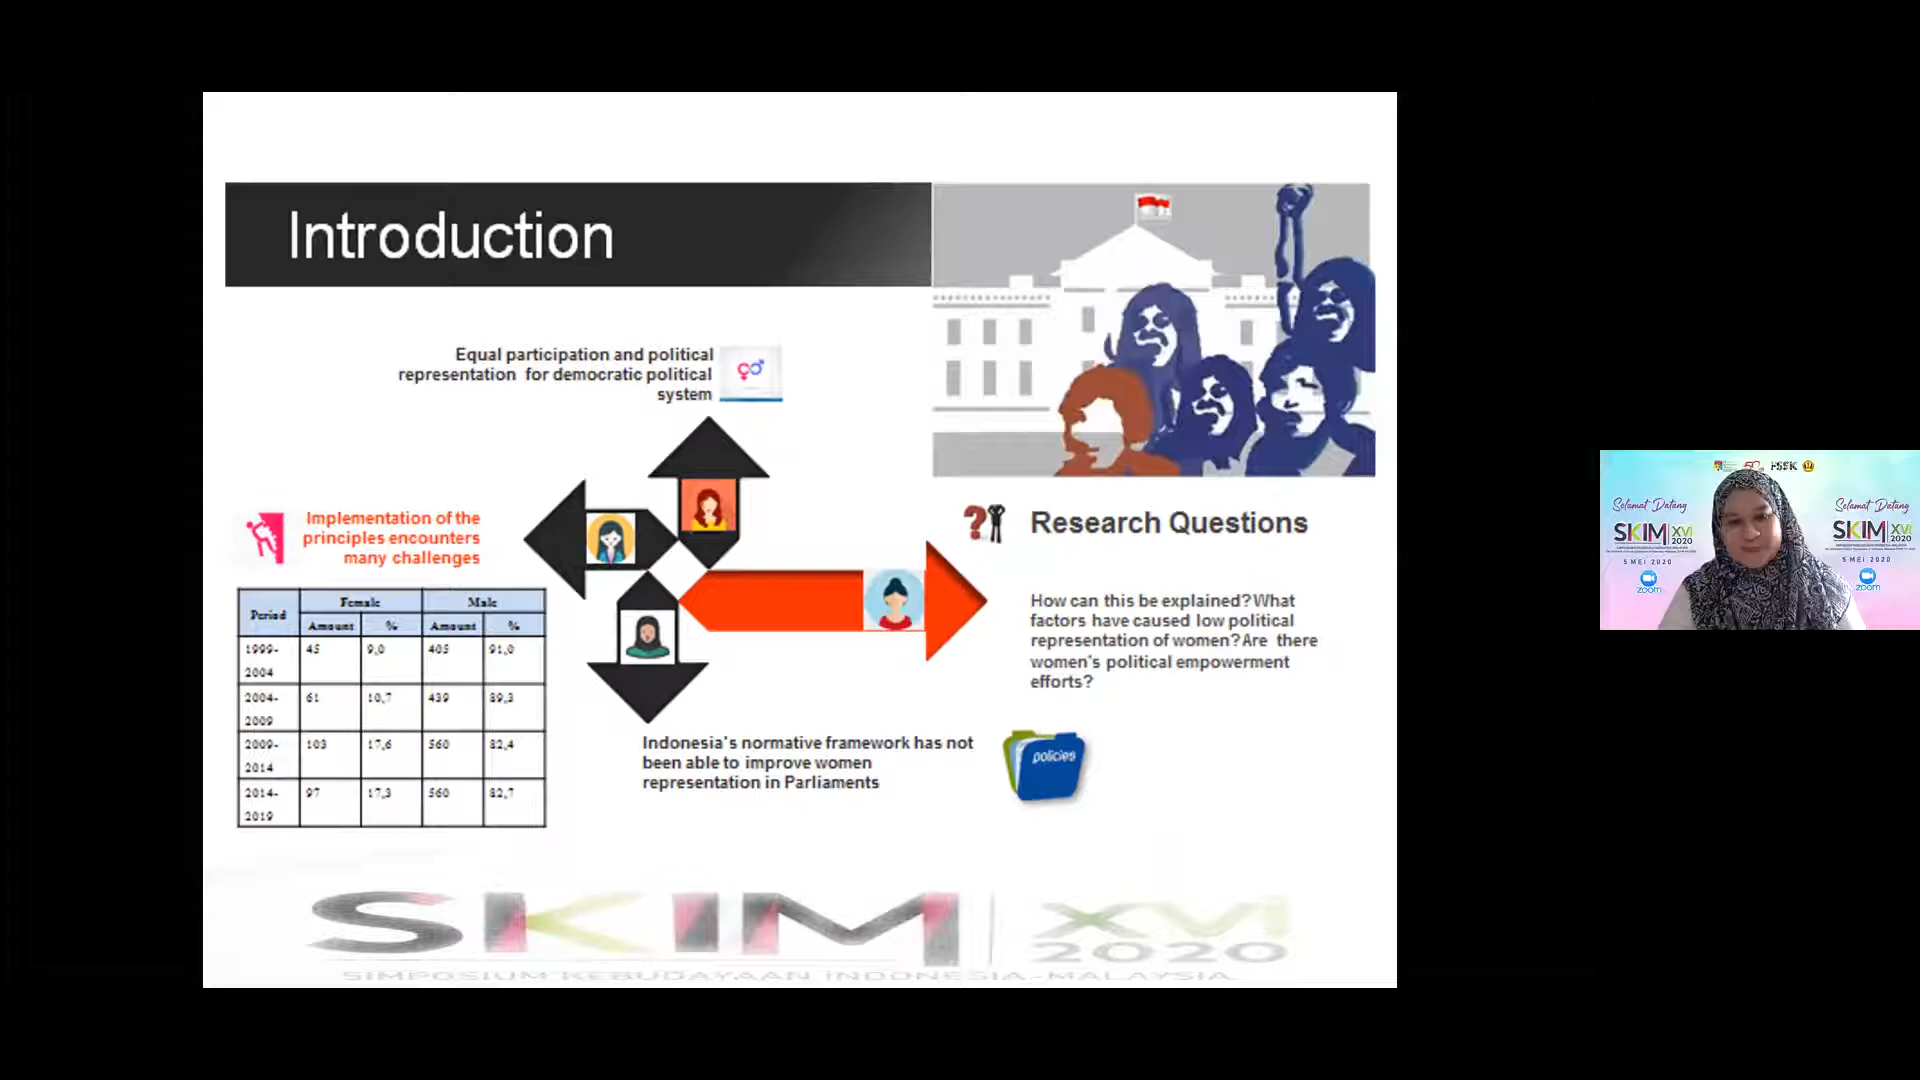 Introduction
Equal participation and political
representation for democratic political
system
Implementation of the
principles encounters
many challenges
Period Female Male
Amount % Amount %
1999-2004 45 9,0 405 91,0
2004-2009 61 10,7 439 89,3
2009-2014 103 17,6 560 82,4
2014-2019 97 17,3 560 82,7
Research Questions
How can this be explained? What
factors have caused low political
representation of women? Are there
women's political empowerment
efforts?
Indonesia's normative framework has not
been able to improve women
representation in Parliaments
policies
SKIM XVI
2020
SIMPOSIUM KEBUDAYAAN INDONESIA-MALAYSIA
Selamat Datang
SKIM XVI
2020
5 MEI 2020
zoom
FSSK
Selamat Datang
SKIM XVI
2020
5 MEI 2020
zoom